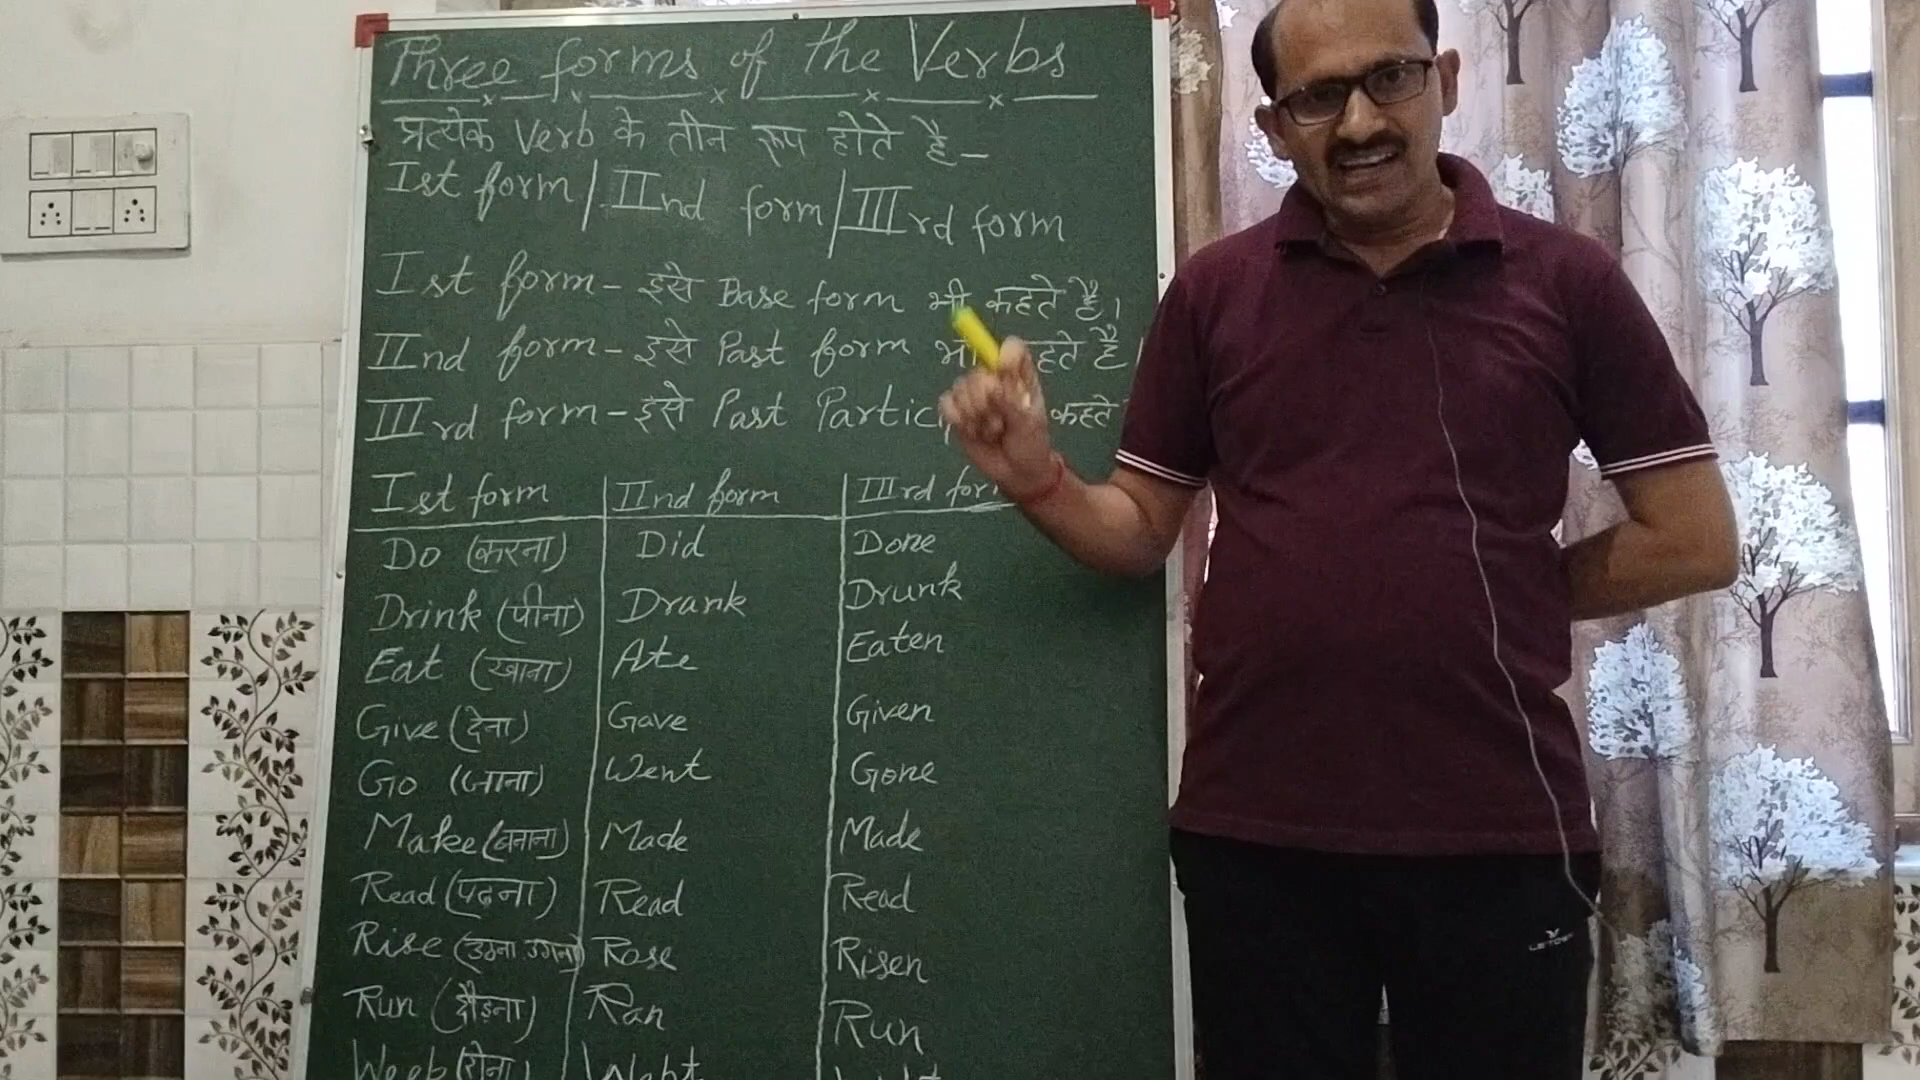 Three forms of the Verbs
प्रत्येक Verb के तीन रूप होते है-
Ist form | IInd form | IIIrd form
Ist form - इसे Base form भी कहते है।
IInd form - इसे Past form है
IIIrd form - इसे Past कहते
Ist form IInd form IIIrd
Do (करना) Did Done
Drink (पीना) Drank Drunk
Eat (खाना) Ate Eaten
Give (देना) Gave Given
Go (जाना) Went Gone
Make (बनाना) Made Made
Read (पढ़ना) Read Read
Rise (उठना उगना) Rose Risen
Run (दौड़ना) Ran Run
(रोना)